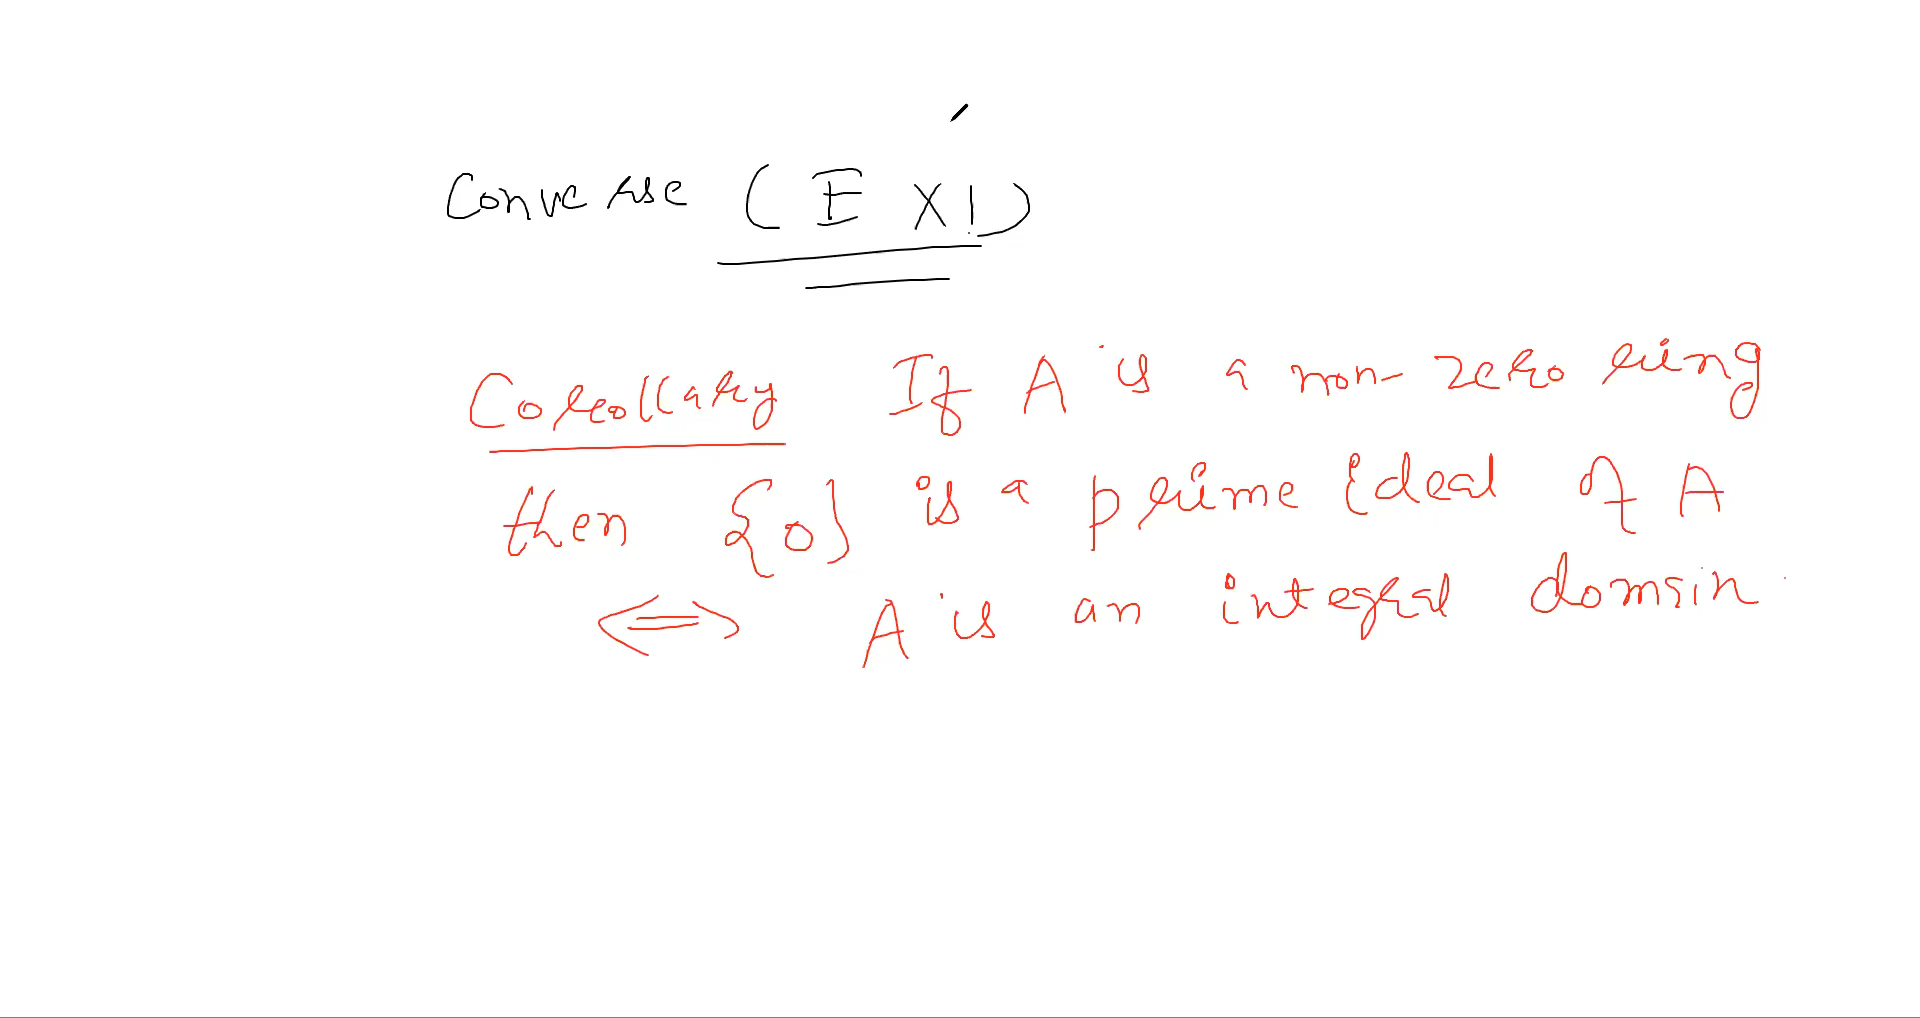 Converse (EX!)
Corollary If A is a non-zero ring
then {0} is a prime ideal of A
⟺ A is an integral domain.